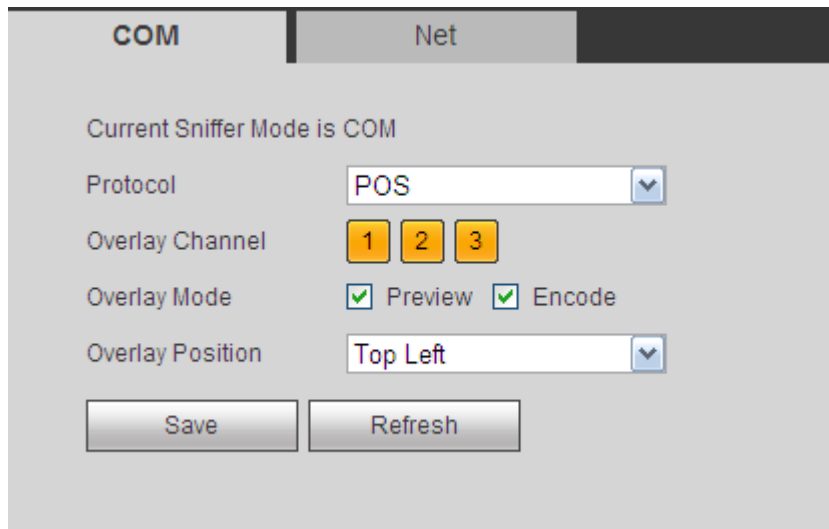 COM Net
Current Sniffer Mode is COM
Protocol POS
Overlay Channel 1 2 3
Overlay Mode Preview Encode
Overlay Position Top Left
Save Refresh